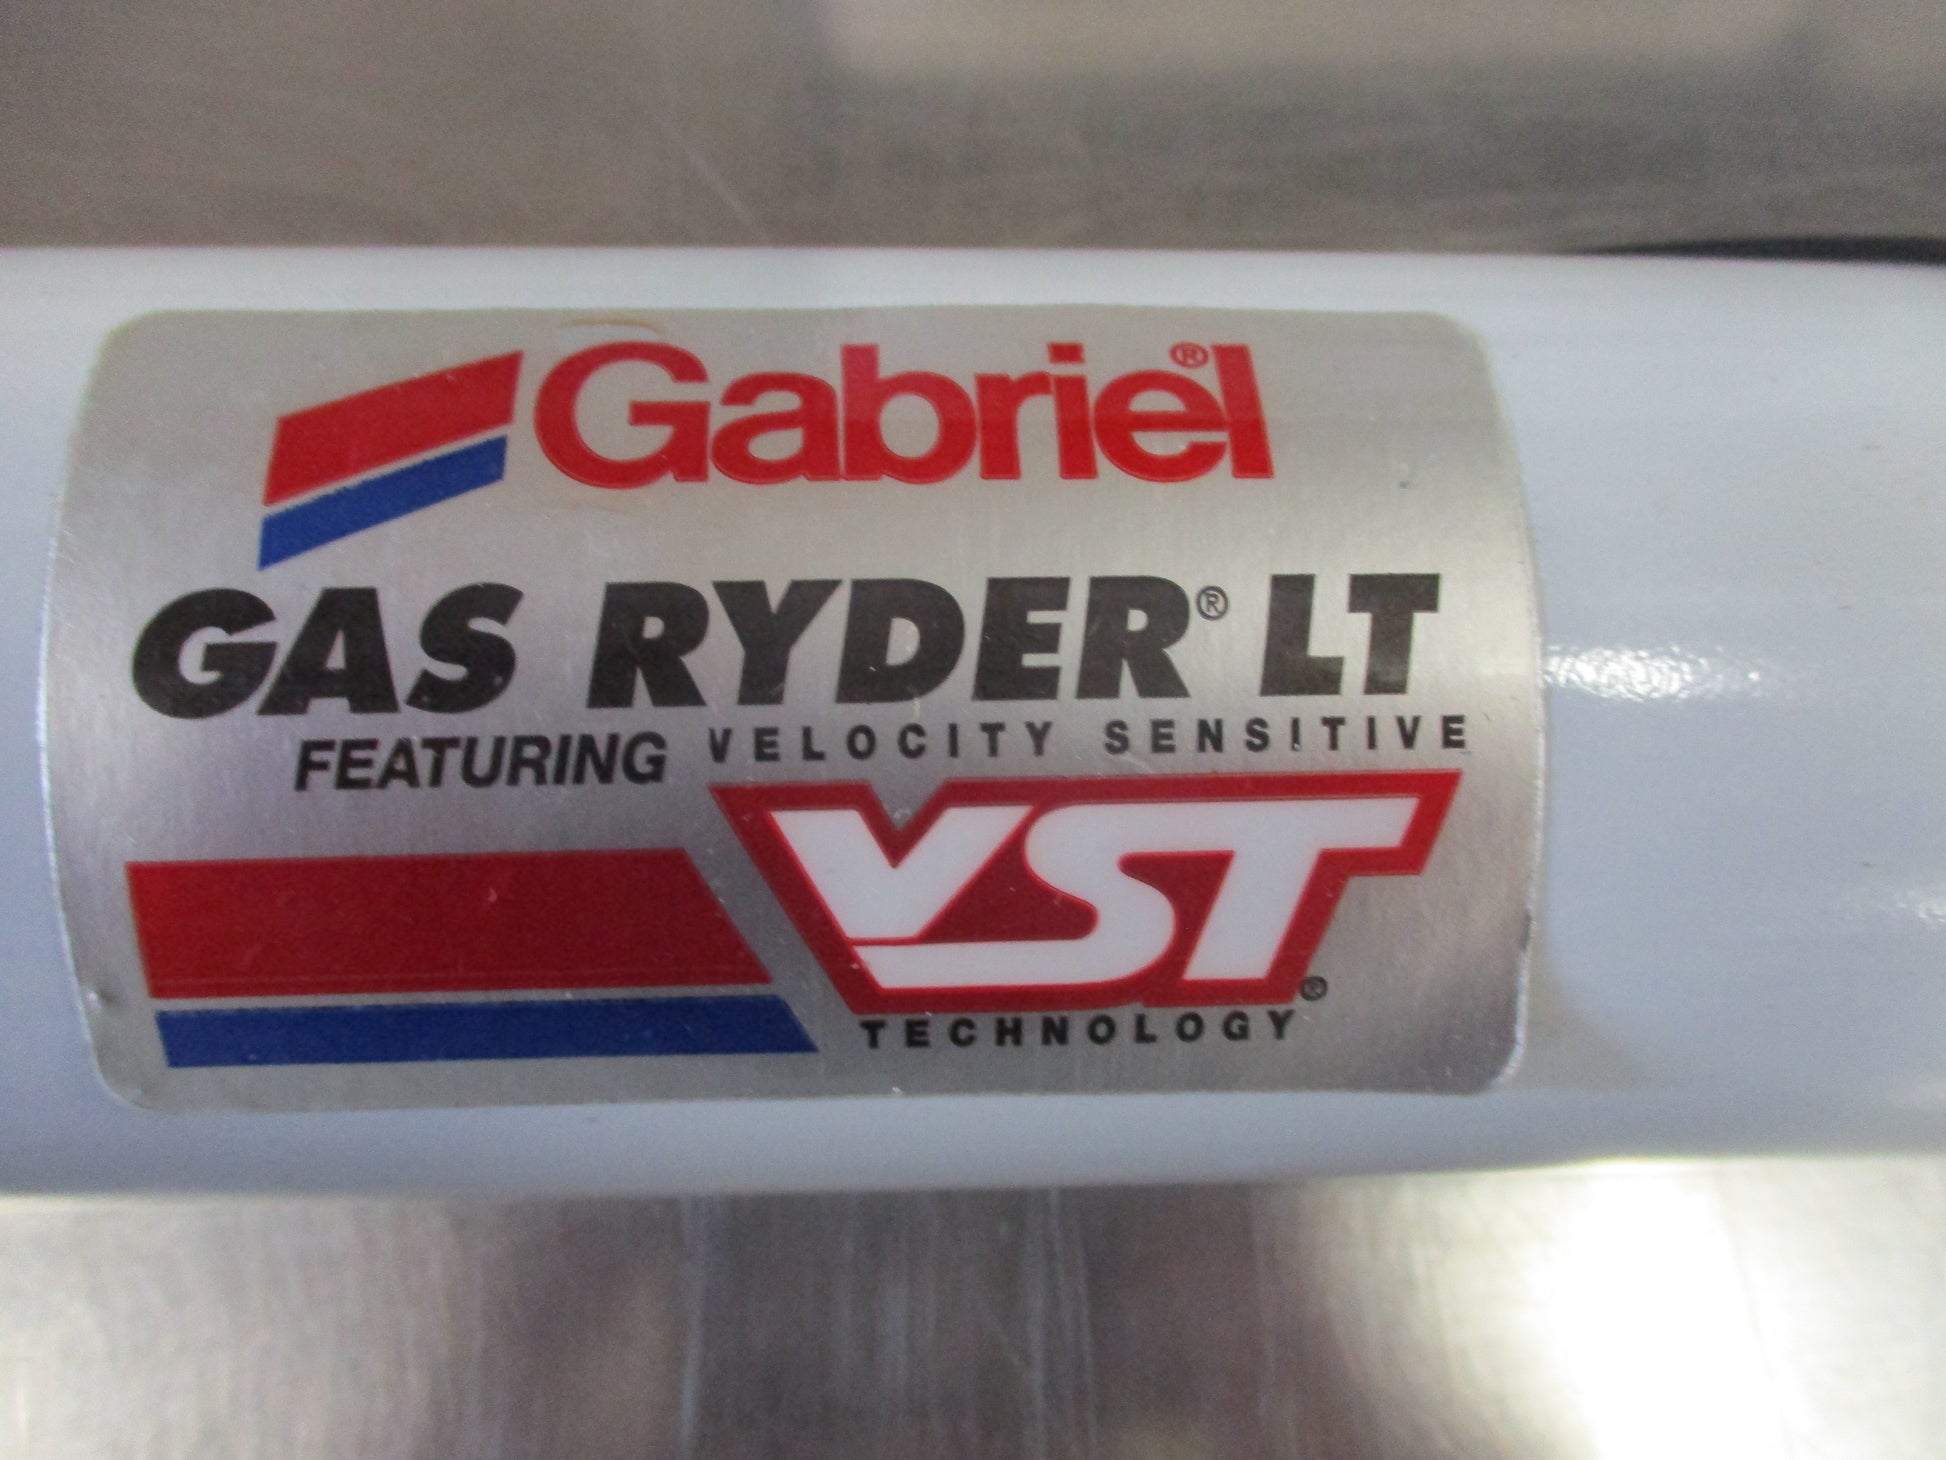 Gabriel®
GAS RYDER® LT
FEATURING VELOCITY SENSITIVE
VST®
TECHNOLOGY